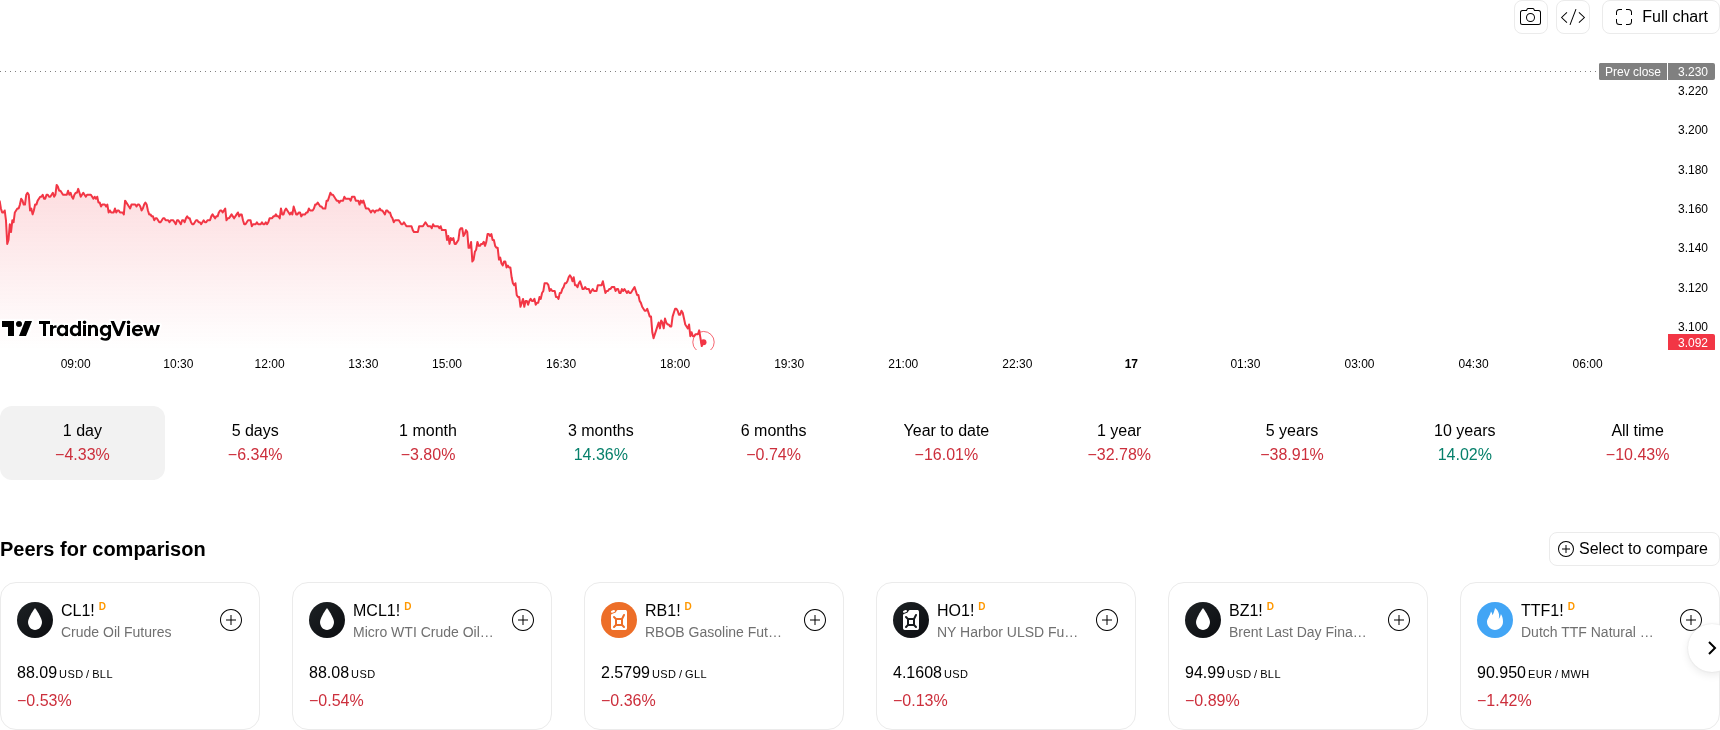 Full chart
Prev close 3.230
3.220
3.200
3.180
3.160
3.140
3.120
3.100
3.092
TradingView
09:00 10:30 12:00 13:30 15:00 16:30 18:00 19:30 21:00 22:30 17 01:30 03:00 04:30 06:00
1 day 5 days 1 month 3 months 6 months Year to date 1 year 5 years 10 years All time
−4.33% −6.34% −3.80% 14.36% −0.74% −16.01% −32.78% −38.91% 14.02% −10.43%
Peers for comparison
Select to compare
CL1! D
Crude Oil Futures
88.09 USD / BLL
−0.53%
MCL1! D
Micro WTI Crude Oil…
88.08 USD
−0.54%
RB1! D
RBOB Gasoline Fut…
2.5799 USD / GLL
−0.36%
HO1! D
NY Harbor ULSD Fu…
4.1608 USD
−0.13%
BZ1! D
Brent Last Day Fina…
94.99 USD / BLL
−0.89%
TTF1! D
Dutch TTF Natural …
90.950 EUR / MWH
−1.42%